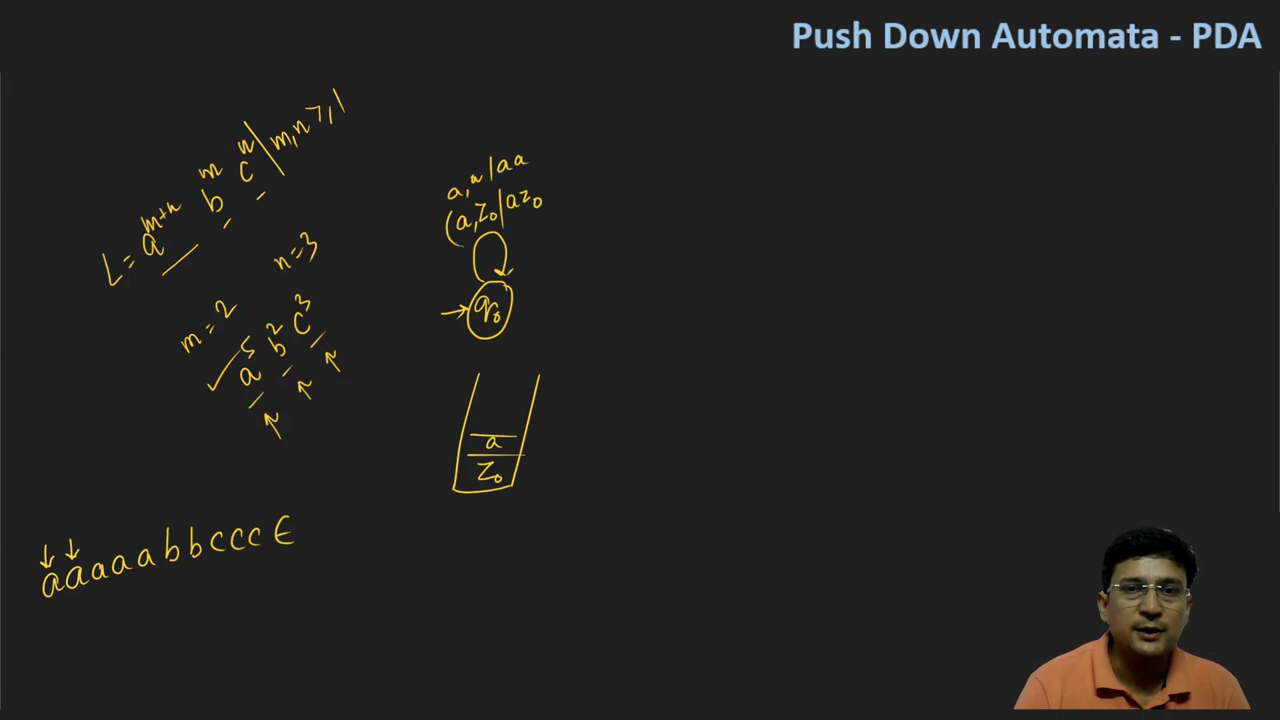 Push Down Automata - PDA
L = a^{m+n} b^m c^n | m,n ≥ 1
m = 2 n = 3
a^5 b^2 c^3
a,a | aa
(a,Z₀ | aZ₀
q₀
a
Z₀
aaaaabbcccϵ